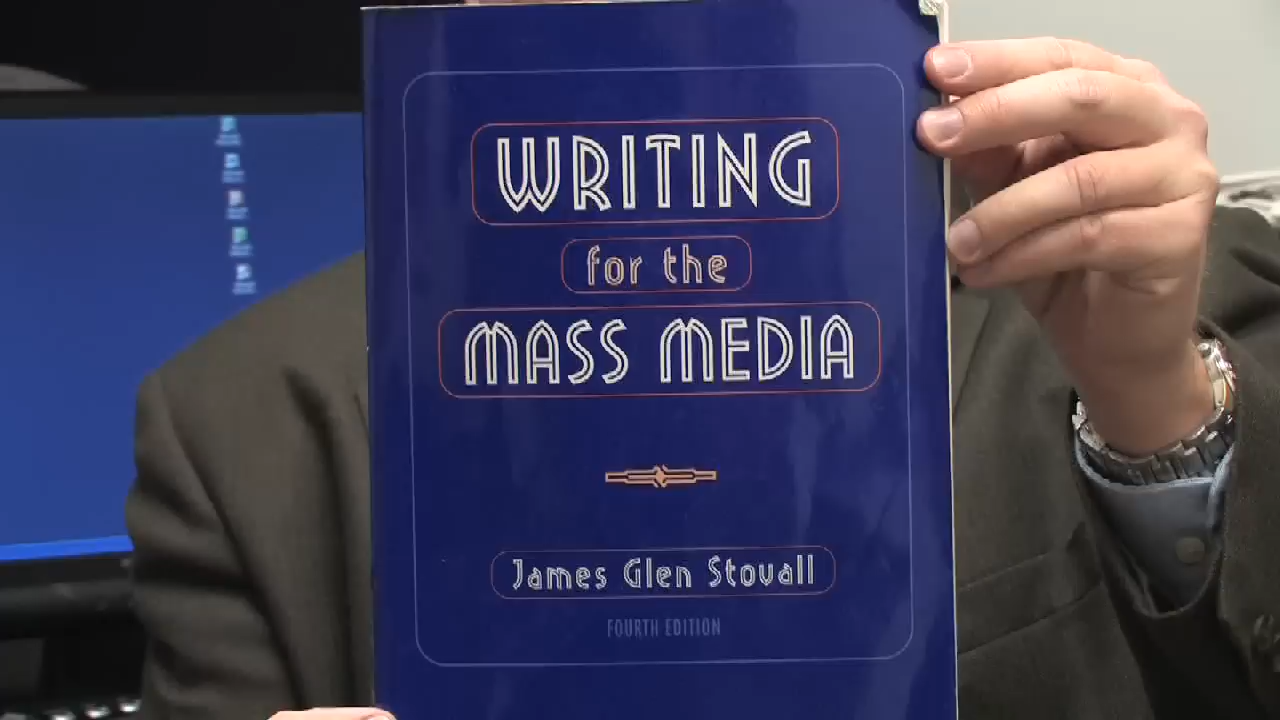 WRITING
for the
MASS MEDIA
James Glen Stovall
FOURTH EDITION